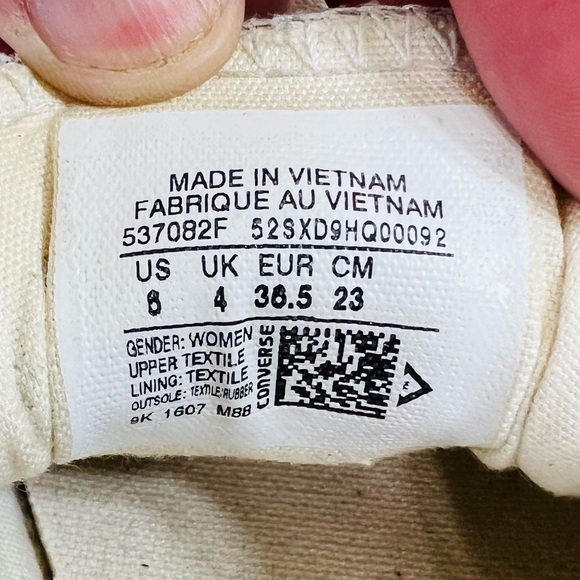 MADE IN VIETNAM
FABRIQUE AU VIETNAM
537082F 52SXD9HQ00092
US UK EUR CM
6 4 36.5 23
GENDER: WOMEN
UPPER TEXTILE
LINING: TEXTILE
OUTSOLE: TEXTILE/RUBBER
9K 1607 M8B
CONVERSE